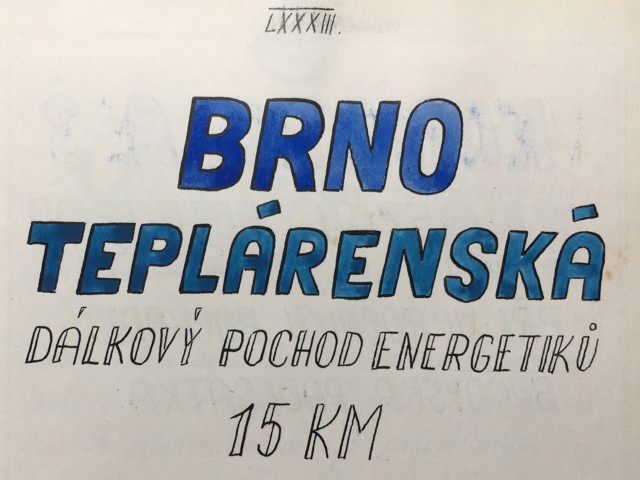 LXXXIII.
BRNO
TEPLÁRENSKÁ
DÁLKOVÝ POCHOD ENERGETIKŮ
15 KM